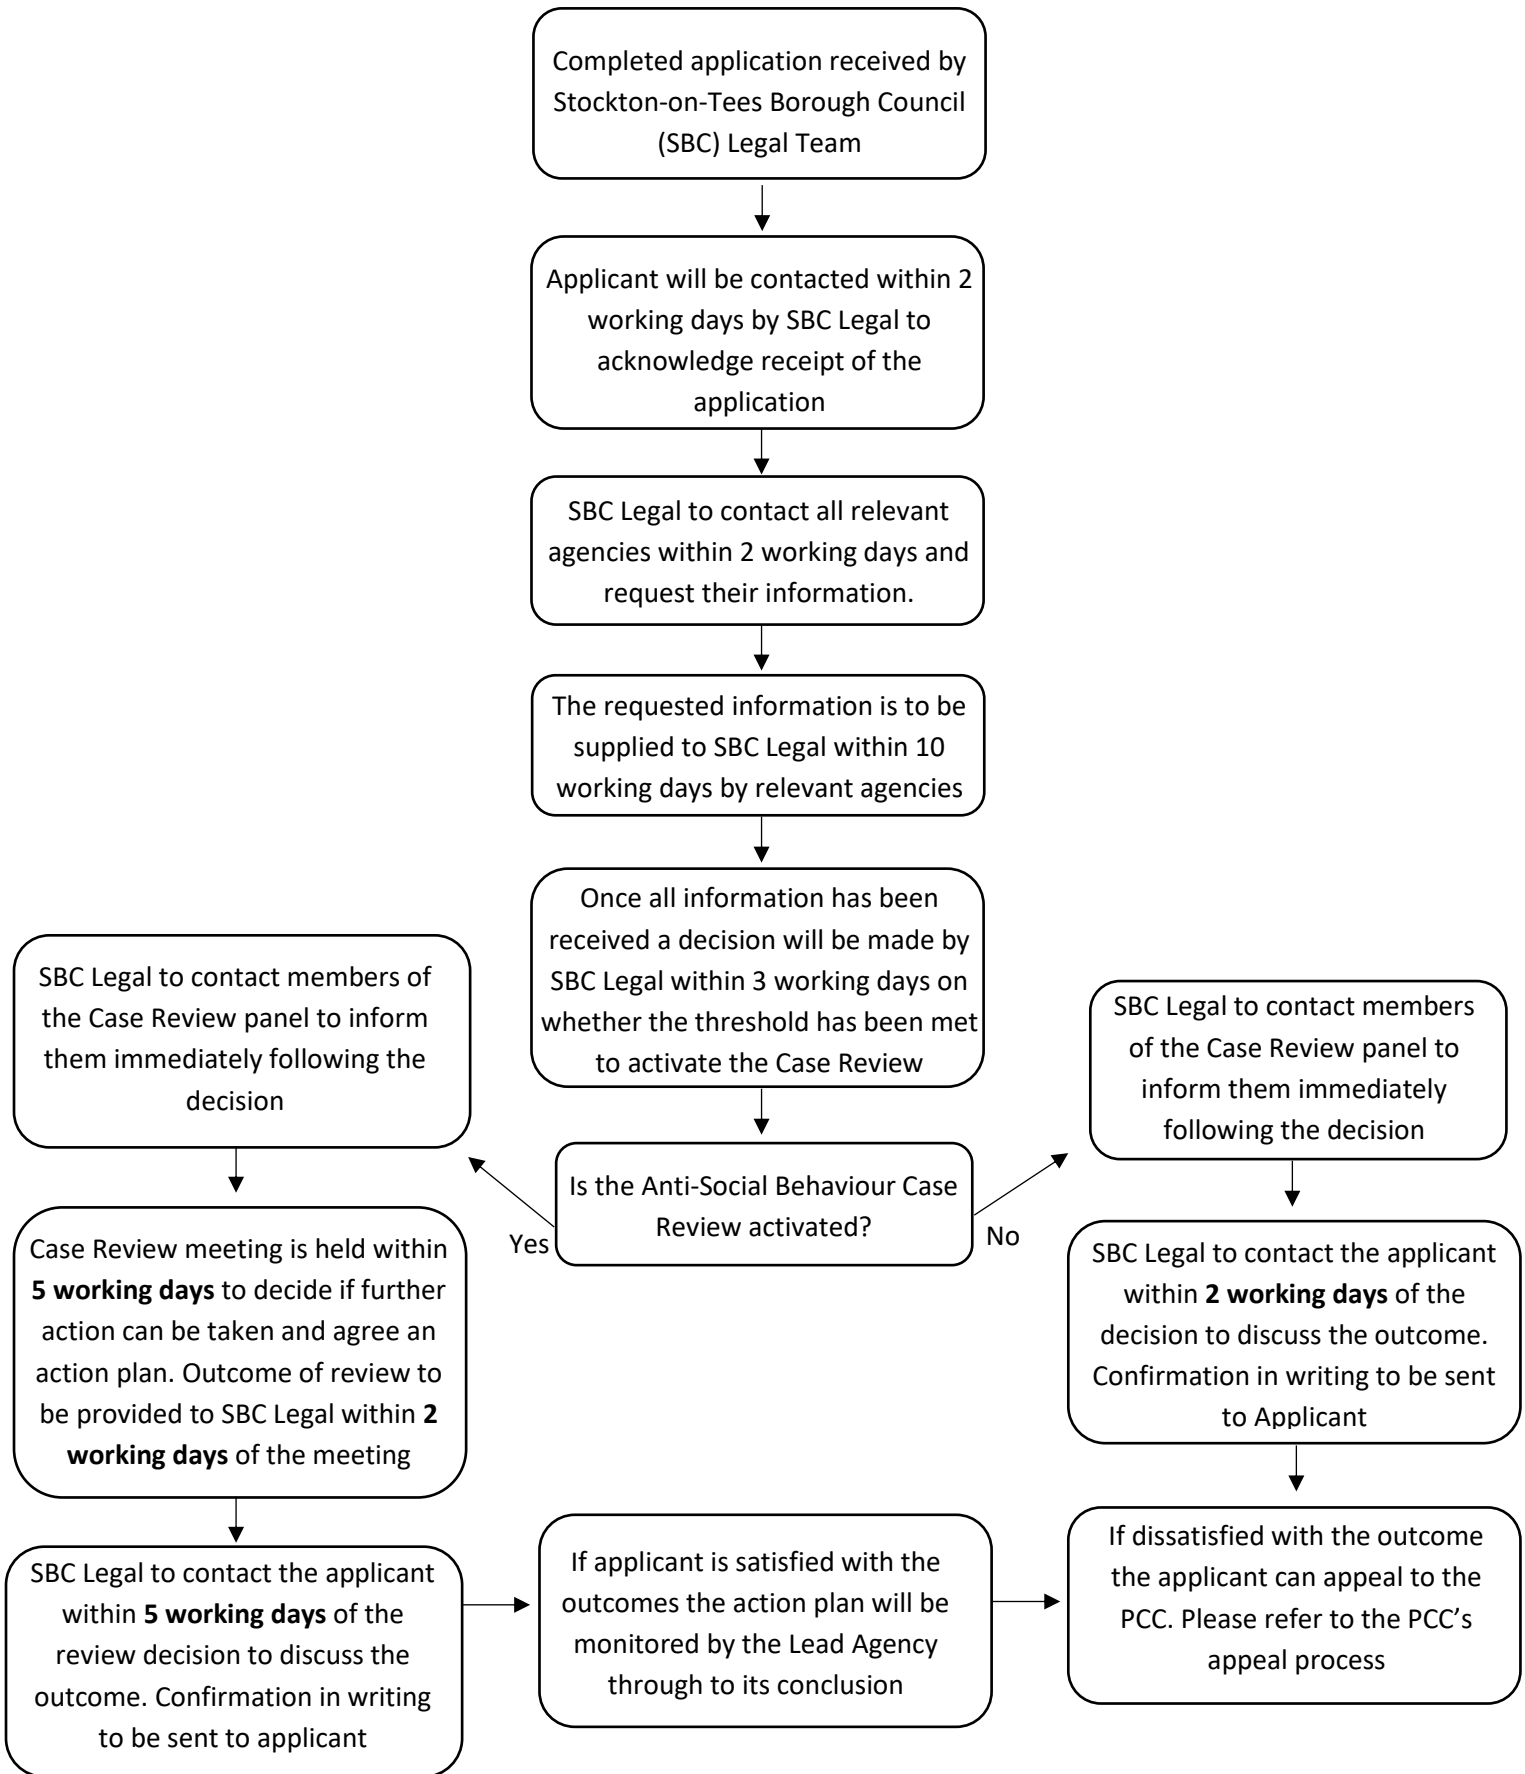 Completed application received by
Stockton-on-Tees Borough Council
(SBC) Legal Team
Applicant will be contacted within 2
working days by SBC Legal to
acknowledge receipt of the
application
SBC Legal to contact all relevant
agencies within 2 working days and
request their information.
The requested information is to be
supplied to SBC Legal within 10
working days by relevant agencies
Once all information has been
received a decision will be made by
SBC Legal within 3 working days on
whether the threshold has been met
to activate the Case Review
Is the Anti-Social Behaviour Case
Review activated?
Yes
SBC Legal to contact members of
the Case Review panel to inform
them immediately following the
decision
Case Review meeting is held within
5 working days to decide if further
action can be taken and agree an
action plan. Outcome of review to
be provided to SBC Legal within 2
working days of the meeting
SBC Legal to contact the applicant
within 5 working days of the
review decision to discuss the
outcome. Confirmation in writing
to be sent to applicant
If applicant is satisfied with the
outcomes the action plan will be
monitored by the Lead Agency
through to its conclusion
No
SBC Legal to contact members
of the Case Review panel to
inform them immediately
following the decision
SBC Legal to contact the applicant
within 2 working days of the
decision to discuss the outcome.
Confirmation in writing to be sent
to Applicant
If dissatisfied with the outcome
the applicant can appeal to the
PCC. Please refer to the PCC’s
appeal process